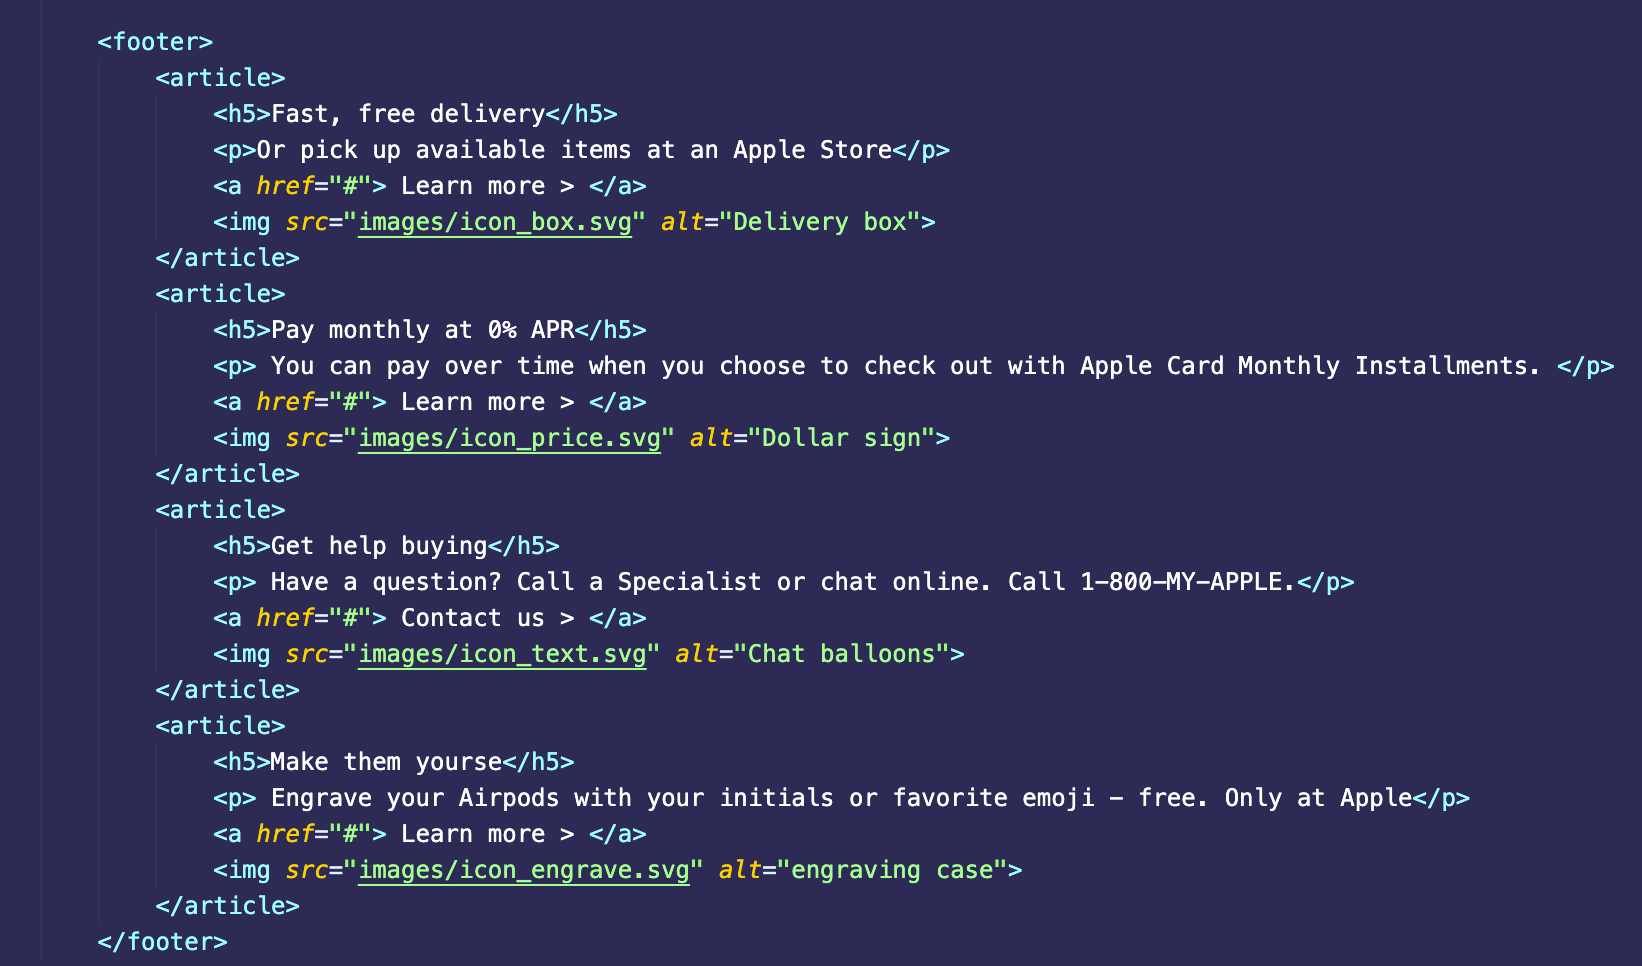 <footer>
<article>
<h5>Fast, free delivery</h5>
<p>Or pick up available items at an Apple Store</p>
<a href="#"> Learn more > </a>
<img src="images/icon_box.svg" alt="Delivery box">
</article>
<article>
<h5>Pay monthly at 0% APR</h5>
<p> You can pay over time when you choose to check out with Apple Card Monthly Installments. </p>
<a href="#"> Learn more > </a>
<img src="images/icon_price.svg" alt="Dollar sign">
</article>
<article>
<h5>Get help buying</h5>
<p> Have a question? Call a Specialist or chat online. Call 1-800-MY-APPLE.</p>
<a href="#"> Contact us > </a>
<img src="images/icon_text.svg" alt="Chat balloons">
</article>
<article>
<h5>Make them yourse</h5>
<p> Engrave your Airpods with your initials or favorite emoji - free. Only at Apple</p>
<a href="#"> Learn more > </a>
<img src="images/icon_engrave.svg" alt="engraving case">
</article>
</footer>